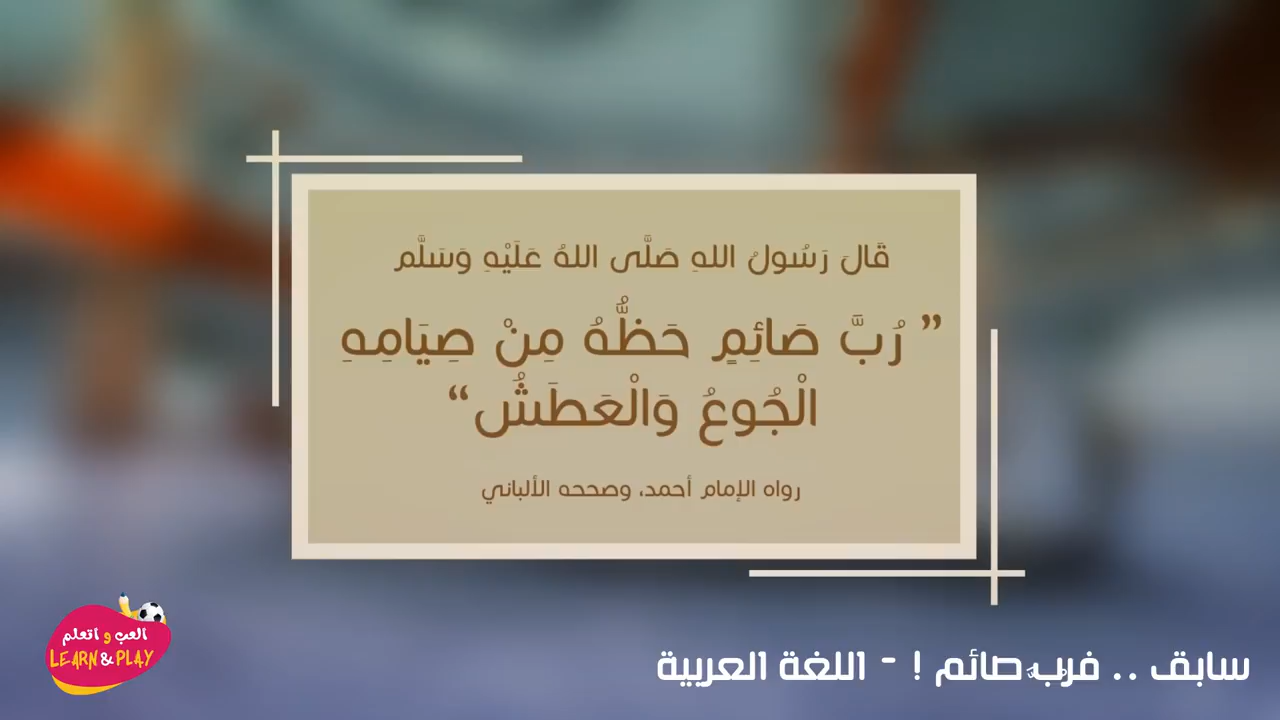 قَالَ رَسُولُ اللهِ صَلَّى اللهُ عَلَيْهِ وَسَلَّم
” رُبَّ صَائِمٍ حَظُّهُ مِنْ صِيَامِهِ
الْجُوعُ وَالْعَطَشُ“
رواه الإمام أحمد، وصححه الألباني
العب و اتعلم
LEARN & PLAY
سابق .. فربَّ صائم ! - اللغة العربية